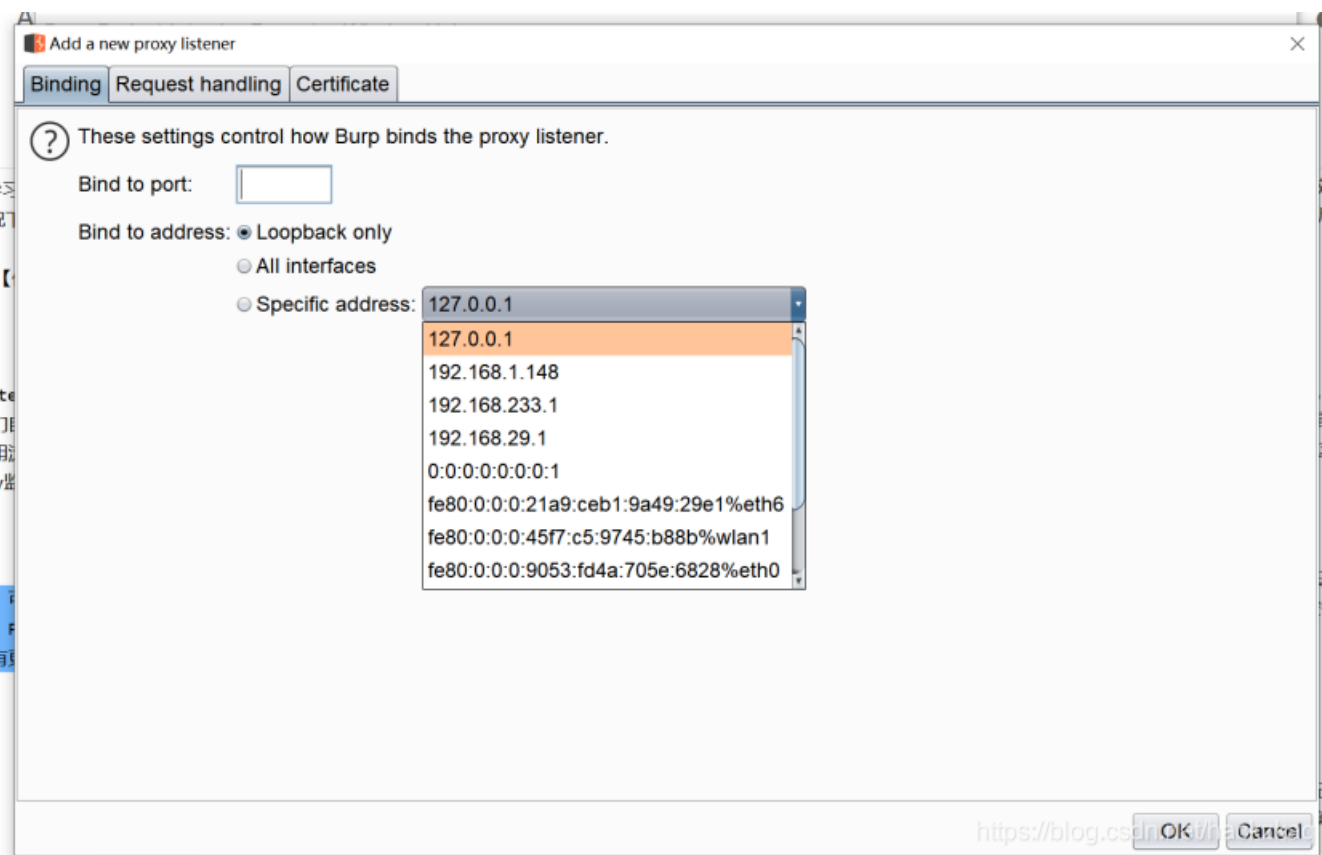 Add a new proxy listener
Binding Request handling Certificate
These settings control how Burp binds the proxy listener.
Bind to port:
Bind to address: Loopback only
All interfaces
Specific address: 127.0.0.1
127.0.0.1
192.168.1.148
192.168.233.1
192.168.29.1
0:0:0:0:0:0:0:1
fe80:0:0:0:21a9:ceb1:9a49:29e1%eth6
fe80:0:0:0:45f7:c5:9745:b88b%wlan1
fe80:0:0:0:9053:fd4a:705e:6828%eth0
OK Cancel